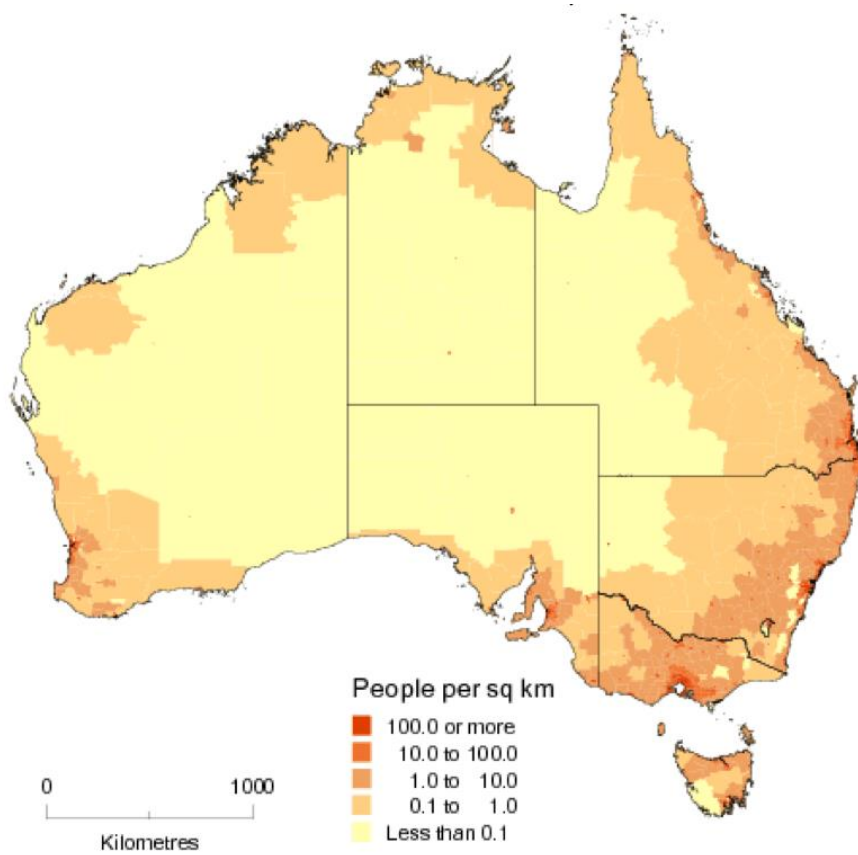 People per sq km
100.0 or more
10.0 to 100.0
1.0 to 10.0
0.1 to 1.0
Less than 0.1
0 1000
Kilometres